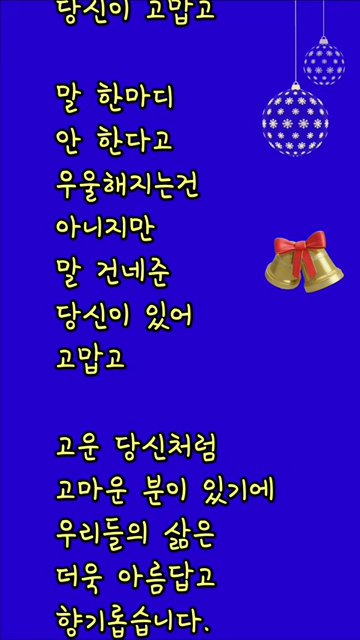 당신이 고맙고
말 한마디
안 한다고
우울해지는건
아니지만
말 건네준
당신이 있어
고맙고
고운 당신처럼
고마운 분이 있기에
우리들의 삶은
더욱 아름답고
향기롭습니다.